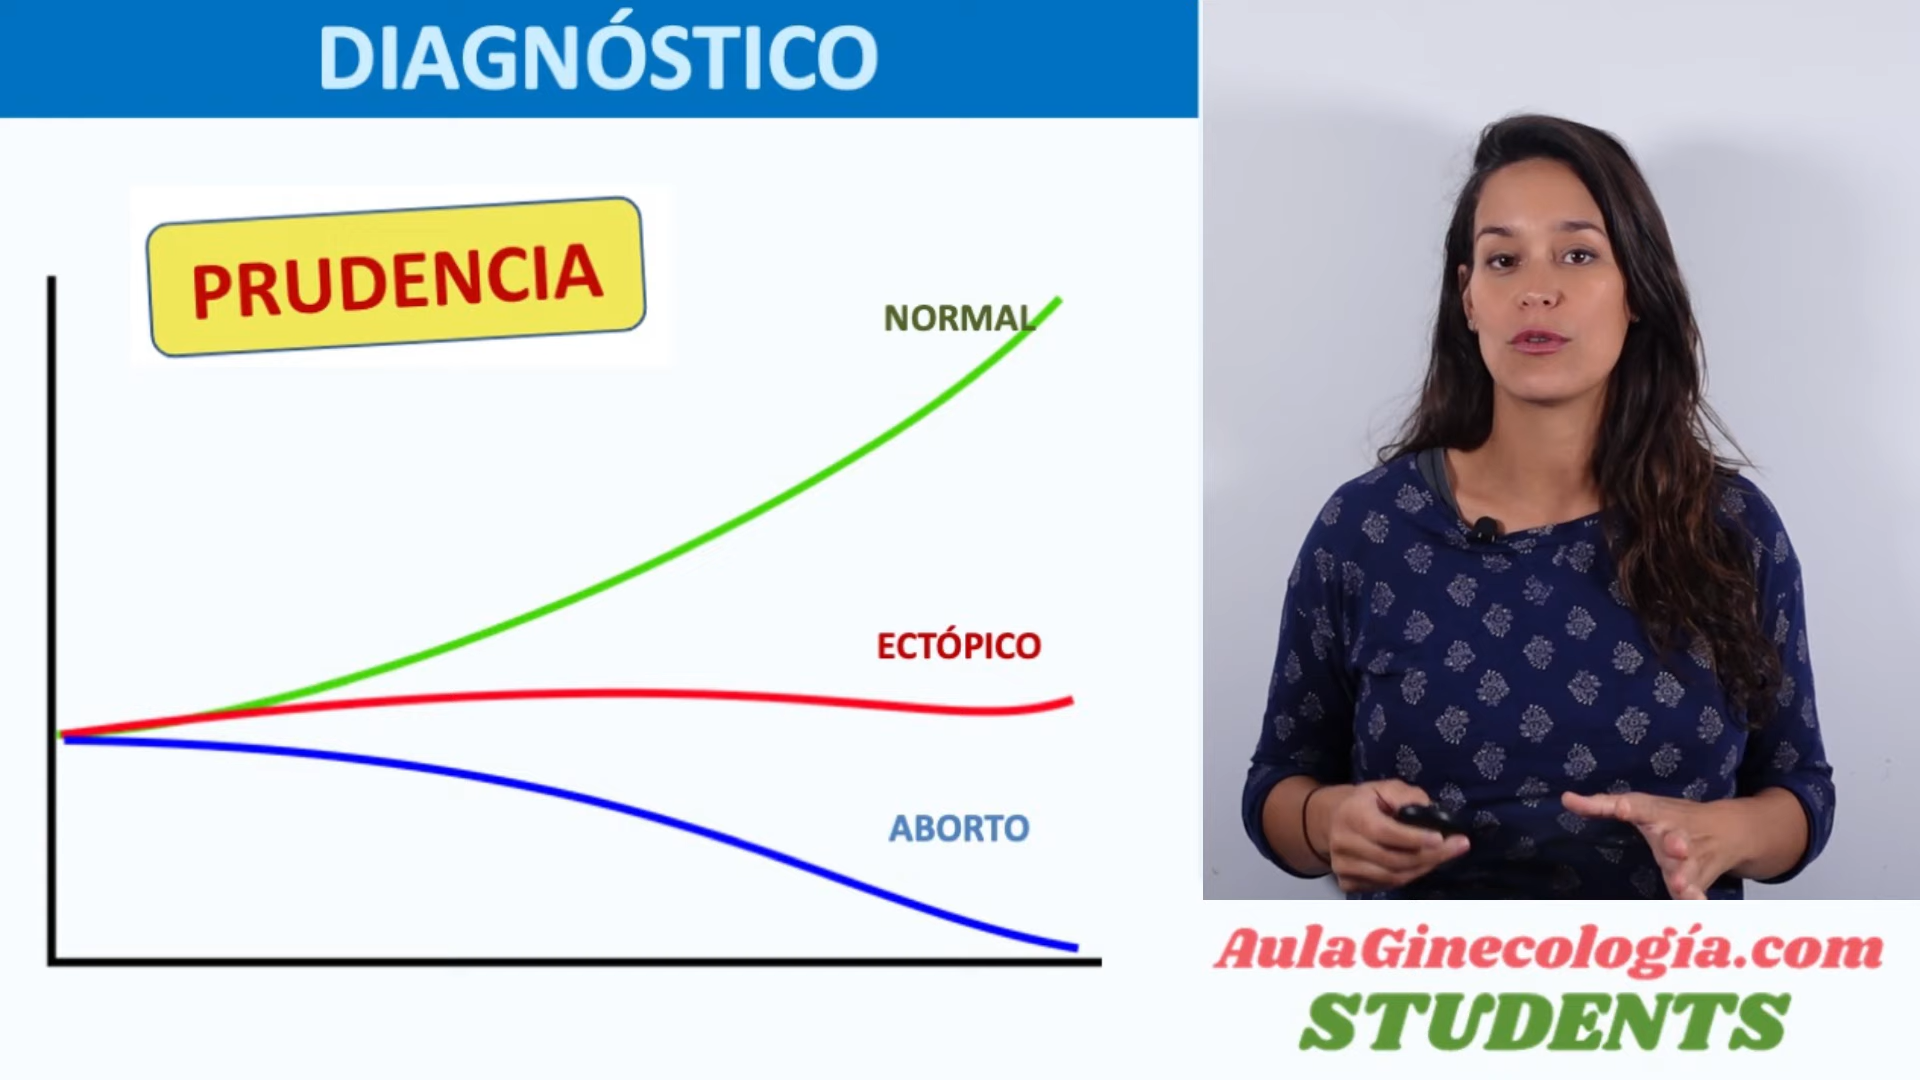 DIAGNÓSTICO
PRUDENCIA
NORMAL
ECTÓPICO
ABORTO
AulaGinecología.com
STUDENTS